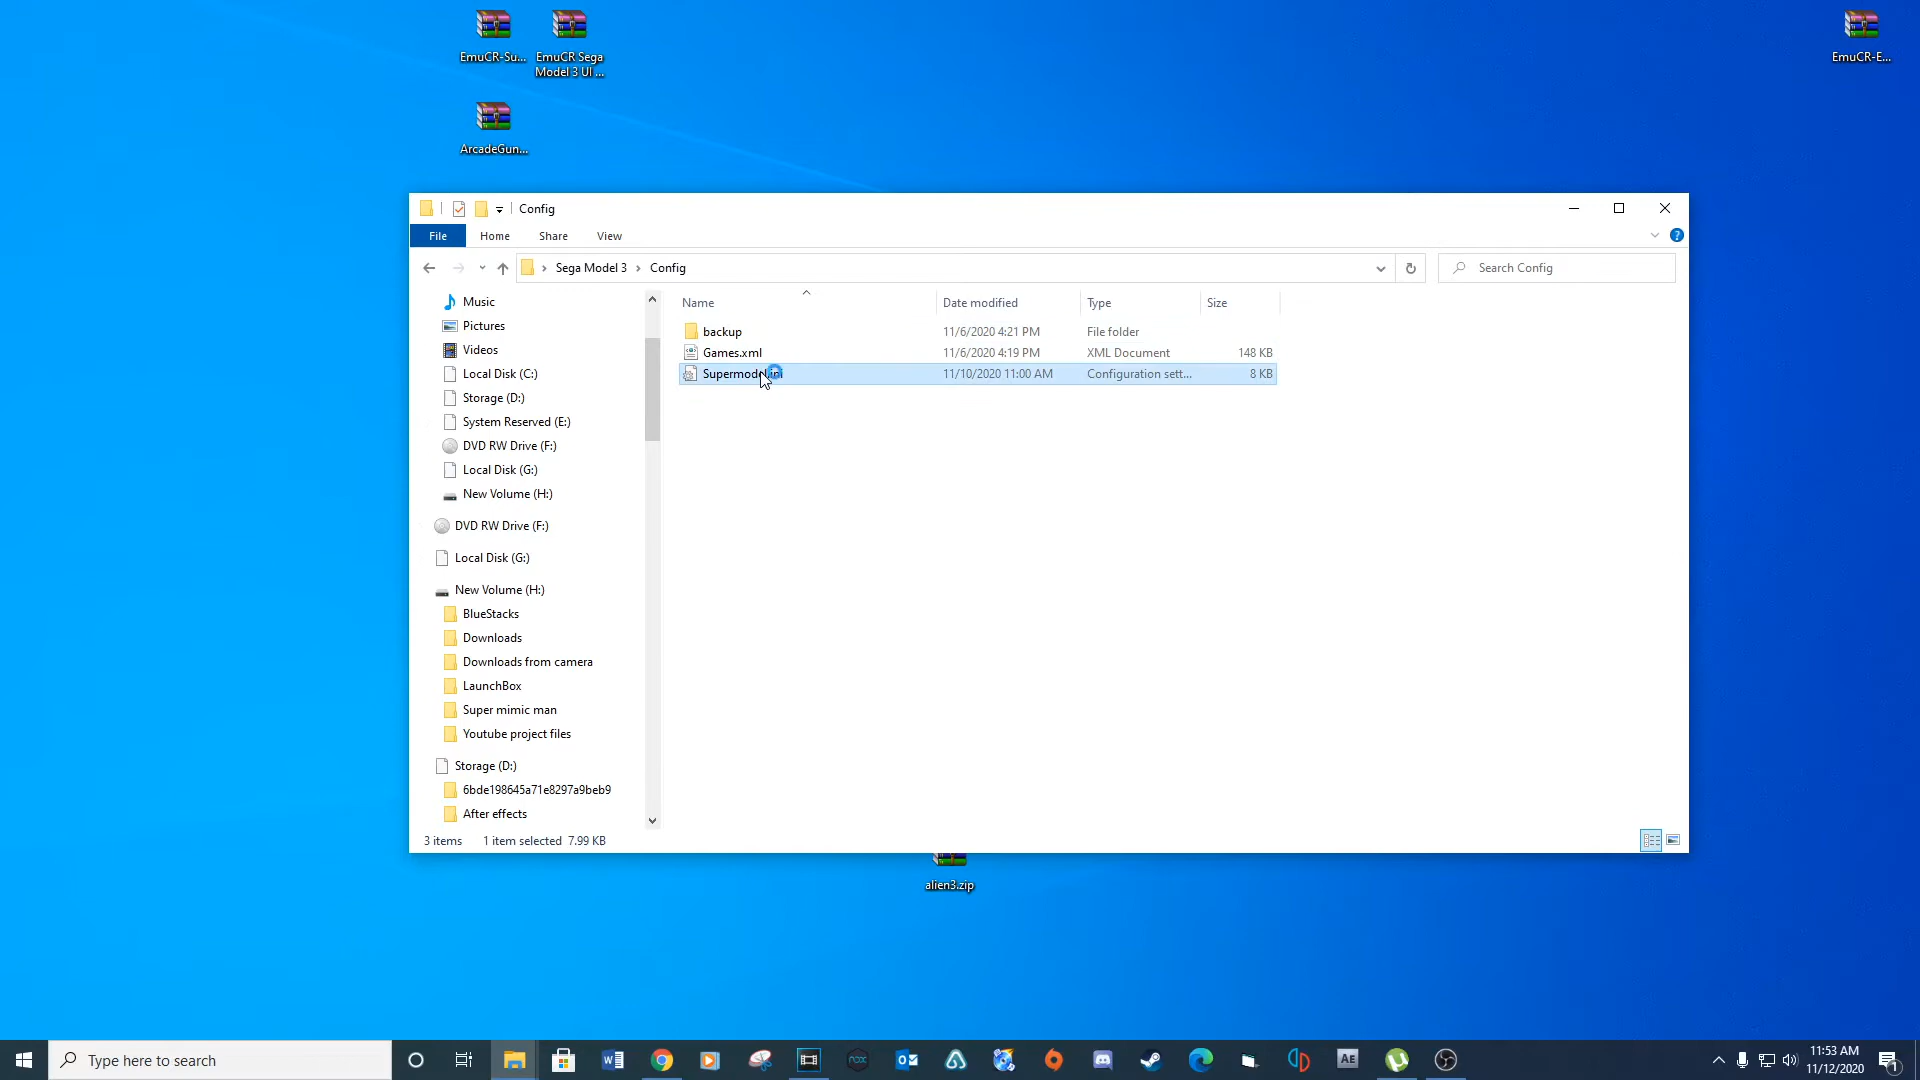 EmuCR-Su...
EmuCR Sega
Model 3 UI ...
EmuCR-E...
ArcadeGun...
Config
File
Home
Share
View
Sega Model 3
Config
Search Config
Name
Date modified
Type
Size
Music
Pictures
Videos
Local Disk (C:)
Storage (D:)
System Reserved (E:)
DVD RW Drive (F:)
Local Disk (G:)
New Volume (H:)
DVD RW Drive (F:)
Local Disk (G:)
New Volume (H:)
BlueStacks
Downloads
Downloads from camera
LaunchBox
Super mimic man
Youtube project files
Storage (D:)
6bde198645a71e8297a9beb9
After effects
backup 11/6/2020 4:21 PM File folder
Games.xml 11/6/2020 4:19 PM XML Document 148 KB
Supermodel.ini 11/10/2020 11:00 AM Configuration sett... 8 KB
3 items 1 item selected 7.99 KB
alien3.zip
Type here to search
nox
AE
11:53 AM
11/12/2020
1